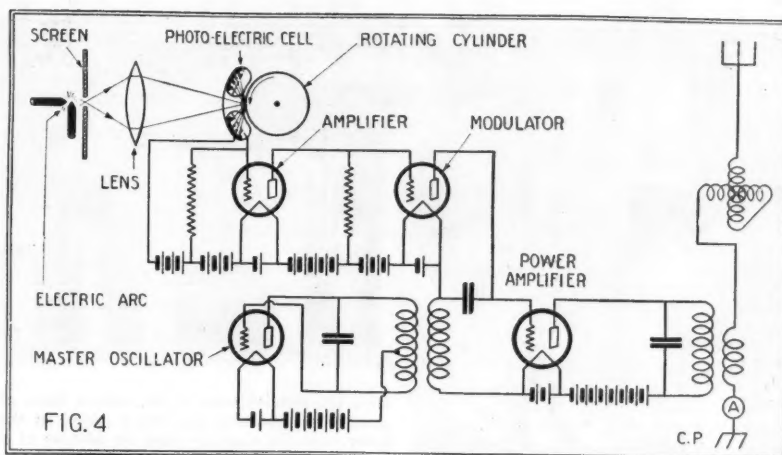 SCREEN
PHOTO-ELECTRIC CELL
ROTATING CYLINDER
AMPLIFIER
MODULATOR
LENS
POWER
AMPLIFIER
ELECTRIC ARC
MASTER OSCILLATOR
FIG. 4
A
C.P.